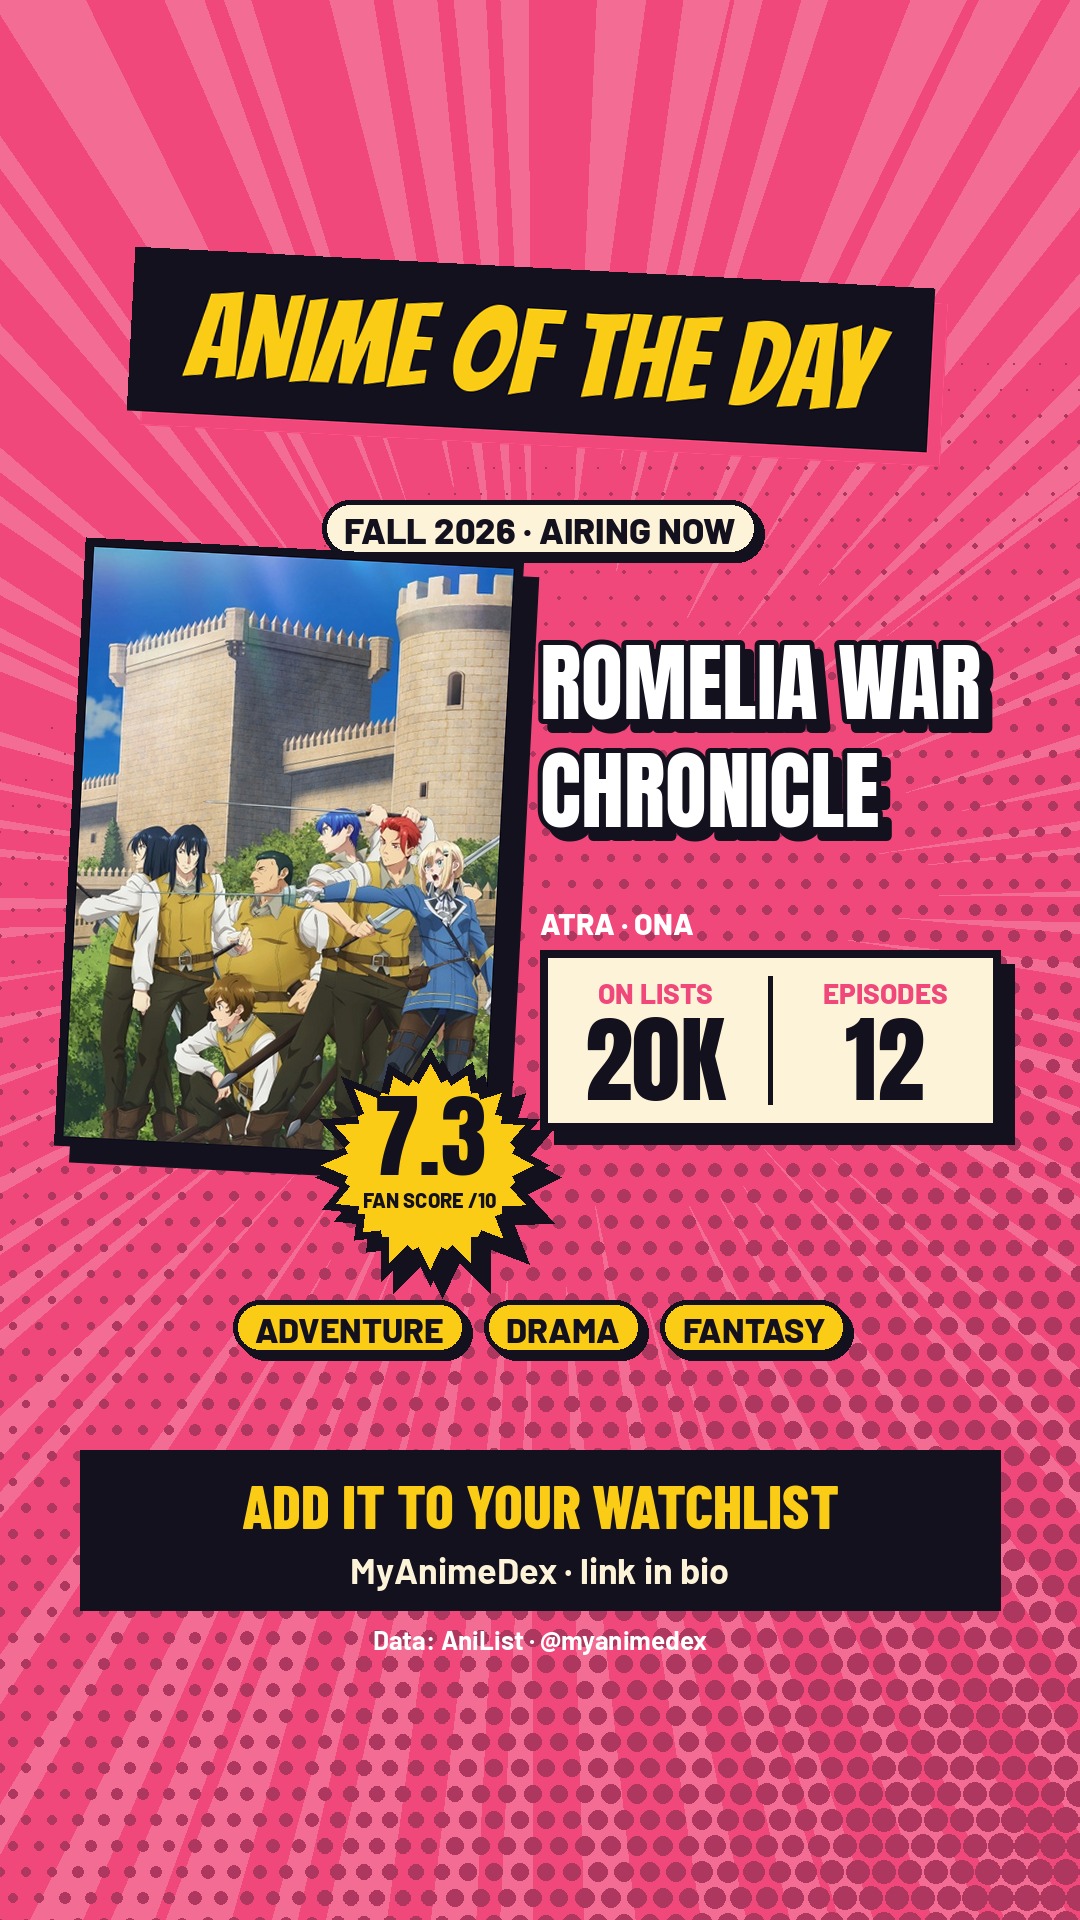 ANIME OF THE DAY
FALL 2026 · AIRING NOW
ROMELIA WAR
CHRONICLE
ATRA · ONA
ON LISTS
20K
EPISODES
12
7.3
FAN SCORE /10
ADVENTURE
DRAMA
FANTASY
ADD IT TO YOUR WATCHLIST
MyAnimeDex · link in bio
Data: AniList · @myanimedex